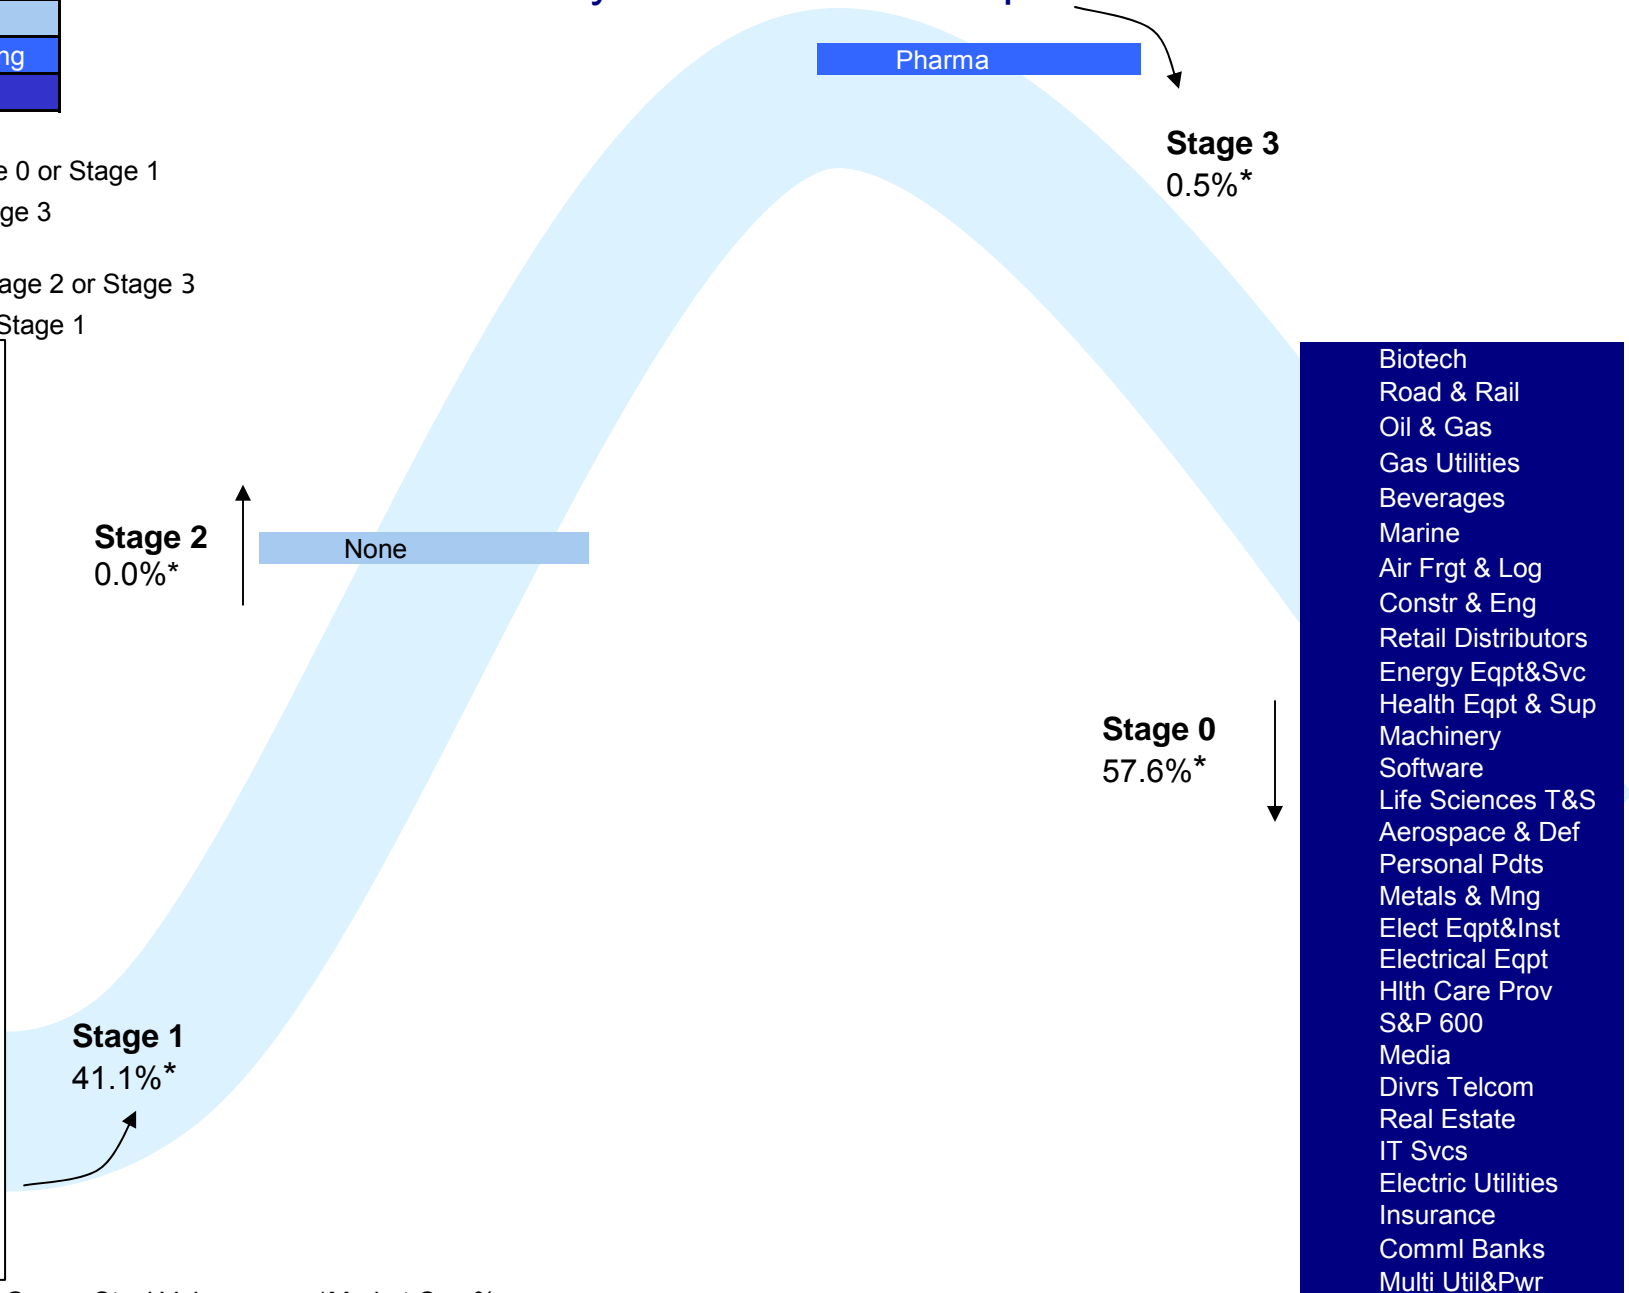 ng
Pharma
Stage 3
0.5%*
e 0 or Stage 1
ge 3
age 2 or Stage 3
Stage 1
Stage 2
0.0%*
None
Stage 0
57.6%*
Stage 1
41.1%*
Biotech
Road & Rail
Oil & Gas
Gas Utilities
Beverages
Marine
Air Frgt & Log
Constr & Eng
Retail Distributors
Energy Eqpt&Svc
Health Eqpt & Sup
Machinery
Software
Life Sciences T&S
Aerospace & Def
Personal Pdts
Metals & Mng
Elect Eqpt&Inst
Electrical Eqpt
Hlth Care Prov
S&P 600
Media
Divrs Telcom
Real Estate
IT Svcs
Electric Utilities
Insurance
Comml Banks
Multi Util&Pwr